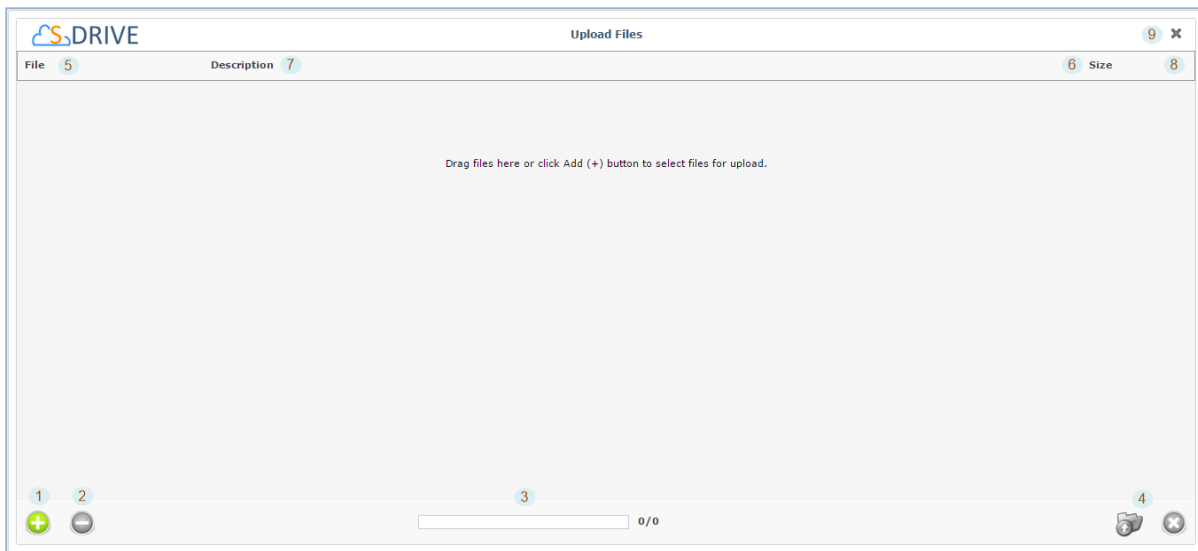 S DRIVE Upload Files 9
File 5 Description 7 6 Size 8
Drag files here or click Add (+) button to select files for upload.
1 2 3 4
0/0